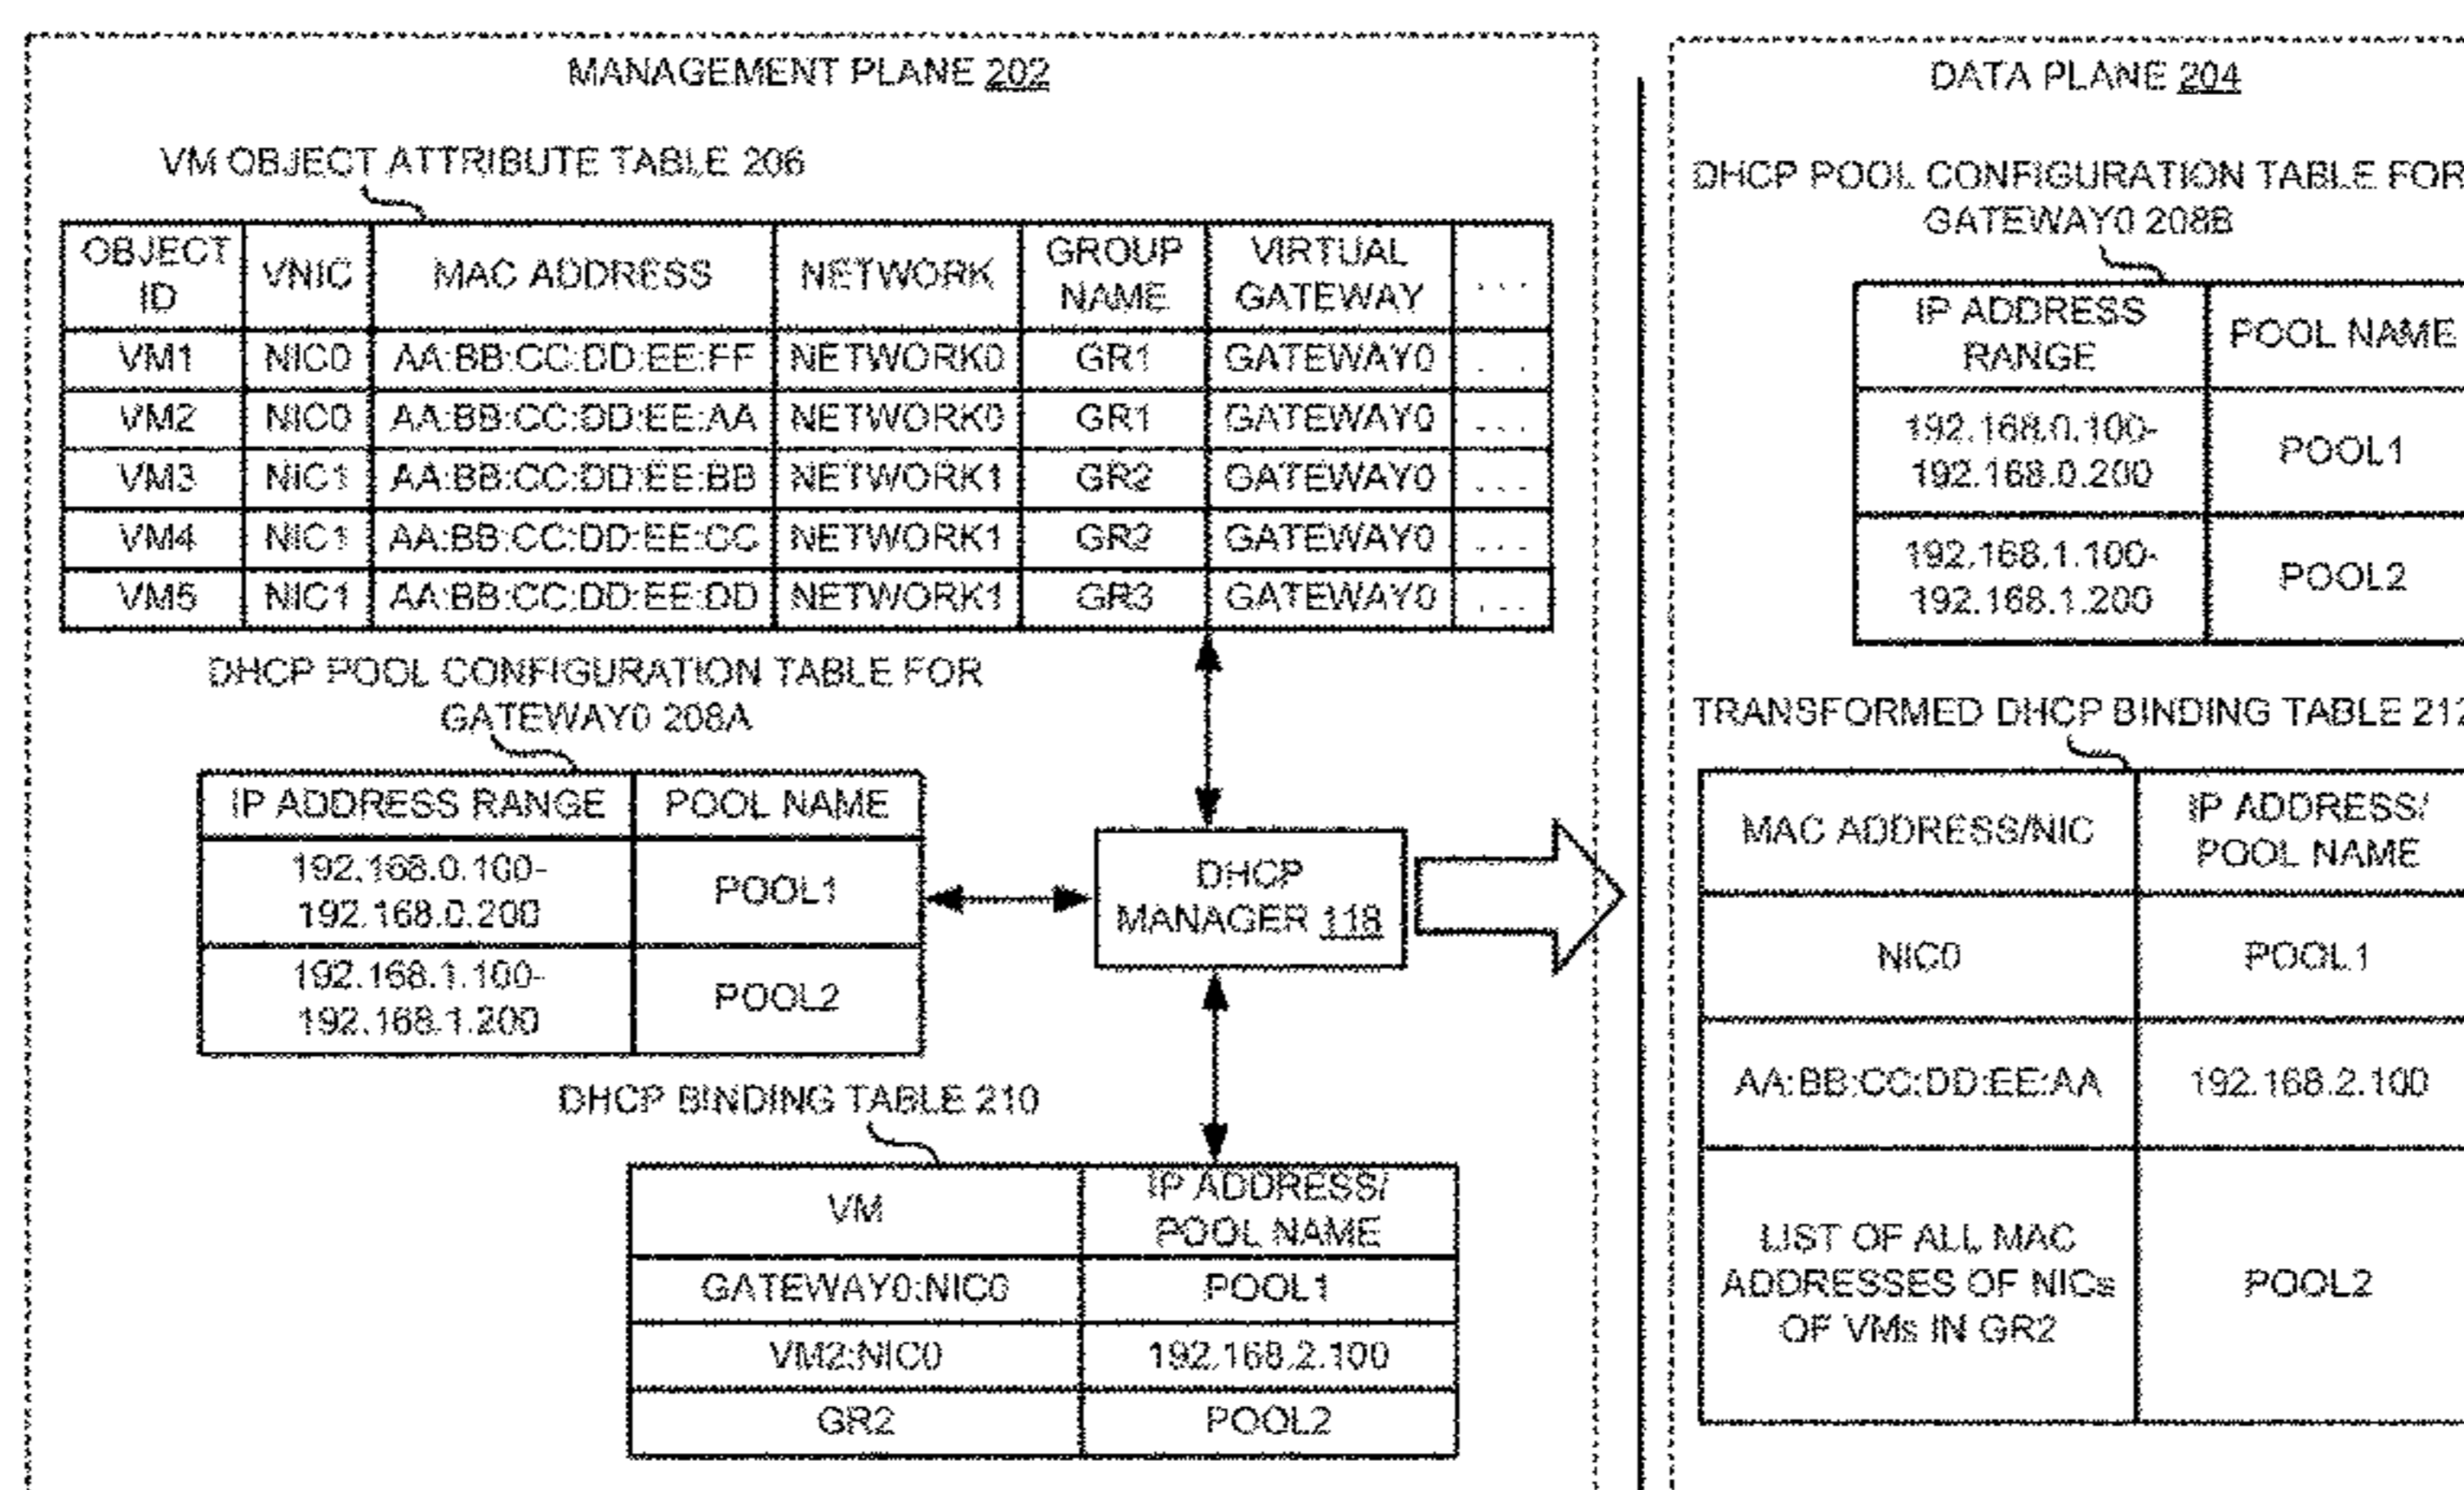 MANAGEMENT PLANE 202
VM OBJECT ATTRIBUTE TABLE 206
OBJECT ID VNIC MAC ADDRESS NETWORK GROUP NAME VIRTUAL GATEWAY ...
VM1 NIC0 AA:BB:CC:DD:EE:FF NETWORK0 GR1 GATEWAY0 ...
VM2 NIC0 AA:BB:CC:DD:EE:AA NETWORK0 GR1 GATEWAY0 ...
VM3 NIC1 AA:BB:CC:DD:EE:BB NETWORK1 GR2 GATEWAY0 ...
VM4 NIC1 AA:BB:CC:DD:EE:CC NETWORK1 GR2 GATEWAY0 ...
VM5 NIC1 AA:BB:CC:DD:EE:DD NETWORK1 GR3 GATEWAY0 ...
DHCP POOL CONFIGURATION TABLE FOR
GATEWAY0 208A
IP ADDRESS RANGE POOL NAME
192.168.0.100-
192.168.0.200
POOL1
192.168.1.100-
192.168.1.200
POOL2
DHCP
MANAGER 118
DHCP BINDING TABLE 210
VM
IP ADDRESS/
POOL NAME
GATEWAY0:NIC0 POOL1
VM2:NIC0 192.168.2.100
GR2 POOL2
DATA PLANE 204
DHCP POOL CONFIGURATION TABLE FOR
GATEWAY0 208B
IP ADDRESS
RANGE
POOL NAME
192.168.0.100-
192.168.0.200
POOL1
192.168.1.100-
192.168.1.200
POOL2
TRANSFORMED DHCP BINDING TABLE 212
MAC ADDRESS/NIC
IP ADDRESS/
POOL NAME
NIC0 POOL1
AA:BB:CC:DD:EE:AA 192.168.2.100
LIST OF ALL MAC
ADDRESSES OF NICs
OF VMs IN GR2
POOL2